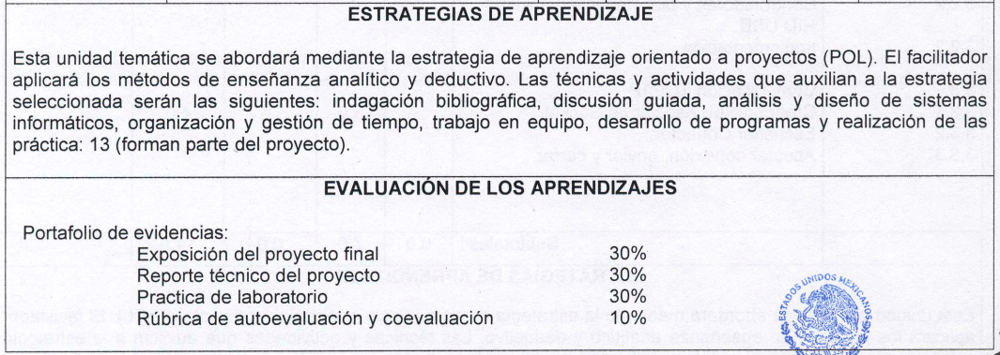 ESTRATEGIAS DE APRENDIZAJE
Esta unidad temática se abordará mediante la estrategia de aprendizaje orientado a proyectos (POL). El facilitador
aplicará los métodos de enseñanza analítico y deductivo. Las técnicas y actividades que auxilian a la estrategia
seleccionada serán las siguientes: indagación bibliográfica, discusión guiada, análisis y diseño de sistemas
informáticos, organización y gestión de tiempo, trabajo en equipo, desarrollo de programas y realización de las
práctica: 13 (forman parte del proyecto).
EVALUACIÓN DE LOS APRENDIZAJES
Portafolio de evidencias:
Exposición del proyecto final 30%
Reporte técnico del proyecto 30%
Practica de laboratorio 30%
Rúbrica de autoevaluación y coevaluación 10%
ESTADOS UNIDOS MEXICANOS